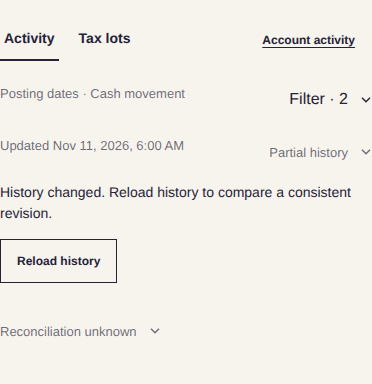 Activity
Tax lots
Account activity
Posting dates · Cash movement
Filter · 2
Updated Nov 11, 2026, 6:00 AM
Partial history
History changed. Reload history to compare a consistent
revision.
Reload history
Reconciliation unknown